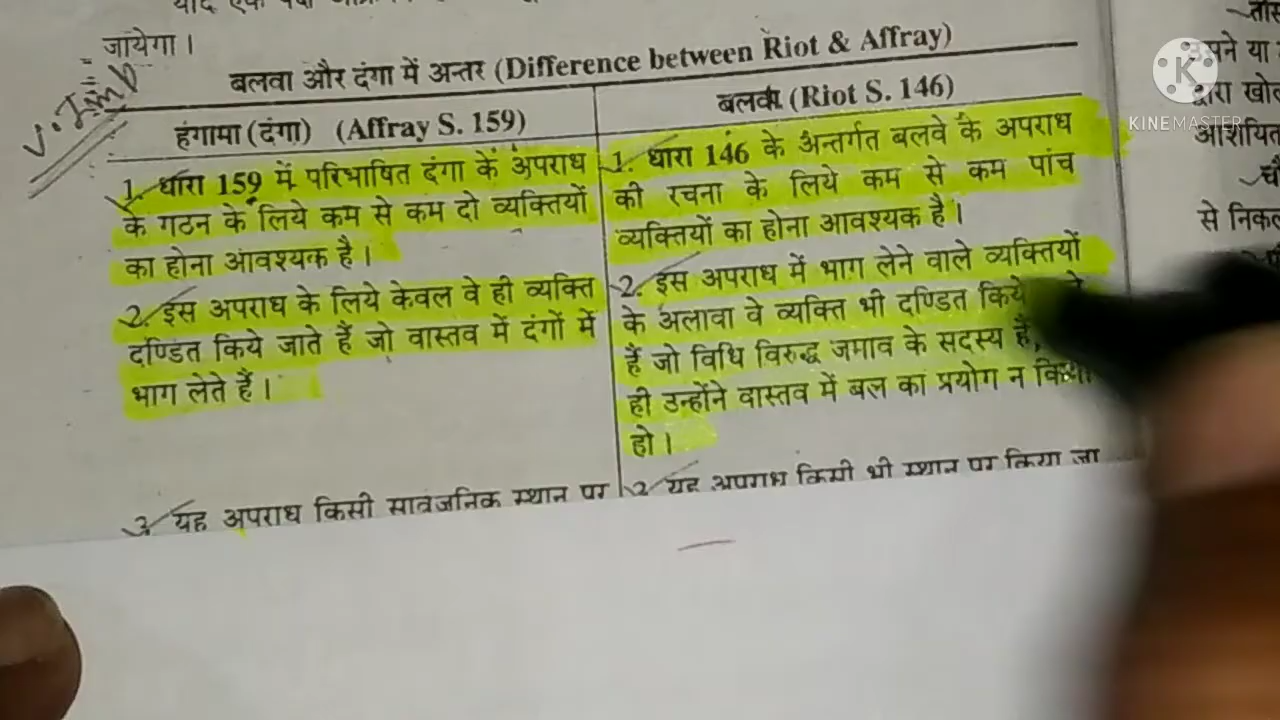 जायेगा।
V. Imp
बलवा और दंगा में अन्तर (Difference between Riot & Affray)
हंगामा (दंगा) (Affray S. 159)
1. धारा 159 में परिभाषित दंगा के अपराध
के गठन के लिये कम से कम दो व्यक्तियों
का होना आवश्यक है।
2. इस अपराध के लिये केवल वे ही व्यक्ति
दण्डित किये जाते हैं जो वास्तव में दंगों में
भाग लेते हैं।
3 यह अपराध किसी सार्वजनिक स्थान पर
बलवा (Riot S. 146)
1. धारा 146 के अन्तर्गत बलवे के अपराध
की रचना के लिये कम से कम पांच
व्यक्तियों का होना आवश्यक है।
2. इस अपराध में भाग लेने वाले व्यक्तियों
के अलावा वे व्यक्ति भी दण्डित किये
हैं जो विधि विरुद्ध जमाव के सदस्य हैं,
ही उन्होंने वास्तव में बल का प्रयोग न किया
हो।
यह अपराध किसी भी स्थान पर किया जा
या
खोल
आशयित
से निकल
K
KINEMASTER